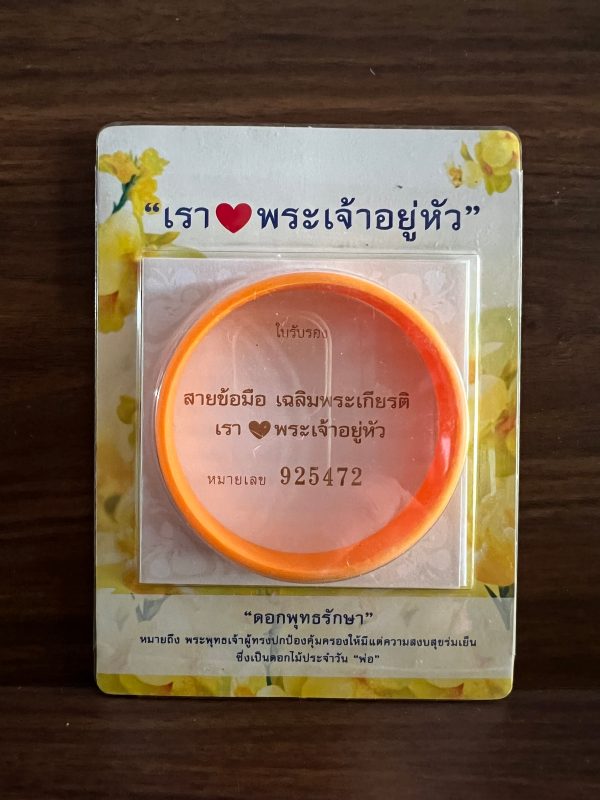 “เรา ❤ พระเจ้าอยู่หัว”
ใบรับรอง
สายข้อมือ เฉลิมพระเกียรติ
เรา ❤ พระเจ้าอยู่หัว
หมายเลข 925472
“ดอกพุทธรักษา”
หมายถึง พระพุทธเจ้าผู้ทรงปกป้องคุ้มครองให้มีแต่ความสงบสุขร่มเย็น
ซึ่งเป็นดอกไม้ประจำวัน “พ่อ”